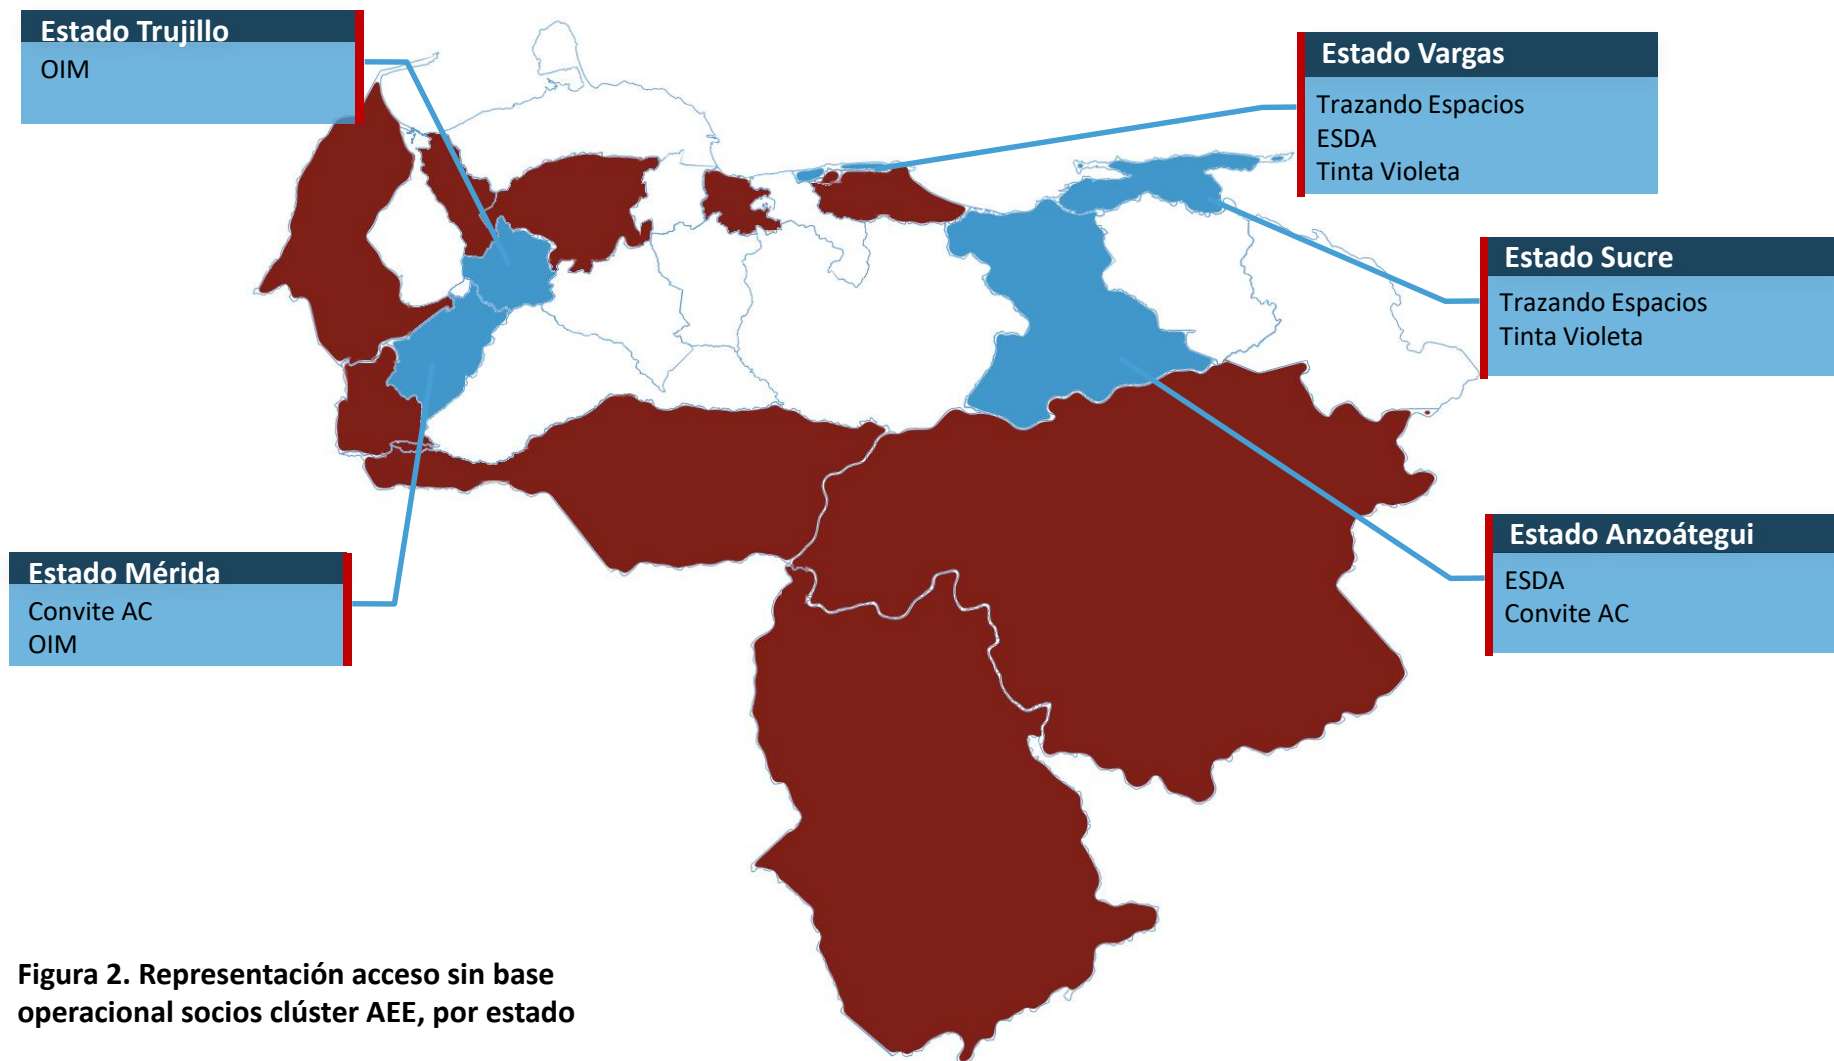 Estado Trujillo
OIM
Estado Vargas
Trazando Espacios
ESDA
Tinta Violeta
Estado Sucre
Trazando Espacios
Tinta Violeta
Estado Anzoátegui
ESDA
Convite AC
Estado Mérida
Convite AC
OIM
Figura 2. Representación acceso sin base
operacional socios clúster AEE, por estado